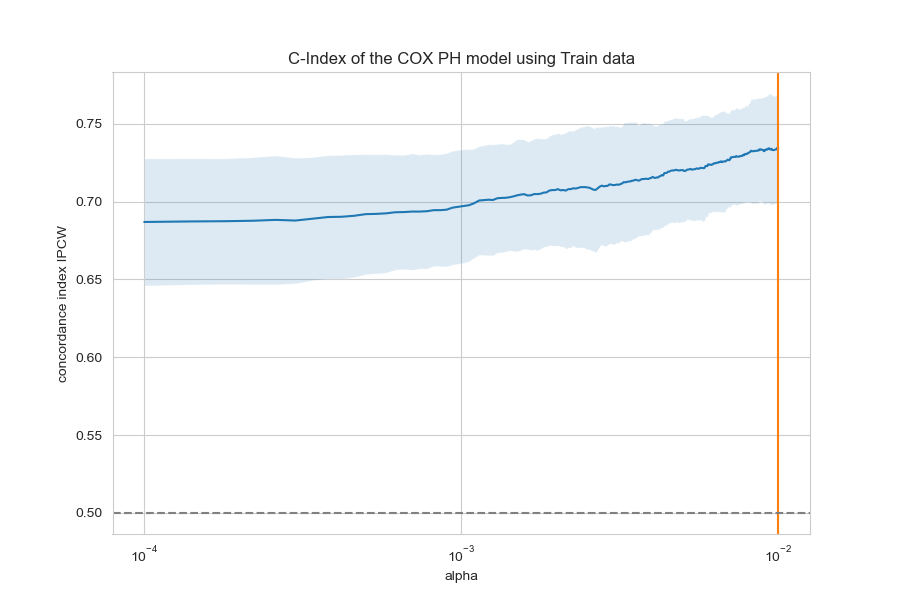 C-Index of the COX PH model using Train data
concordance index IPCW
0.75
0.70
0.65
0.60
0.55
0.50
10⁻⁴ 10⁻³ 10⁻²
alpha